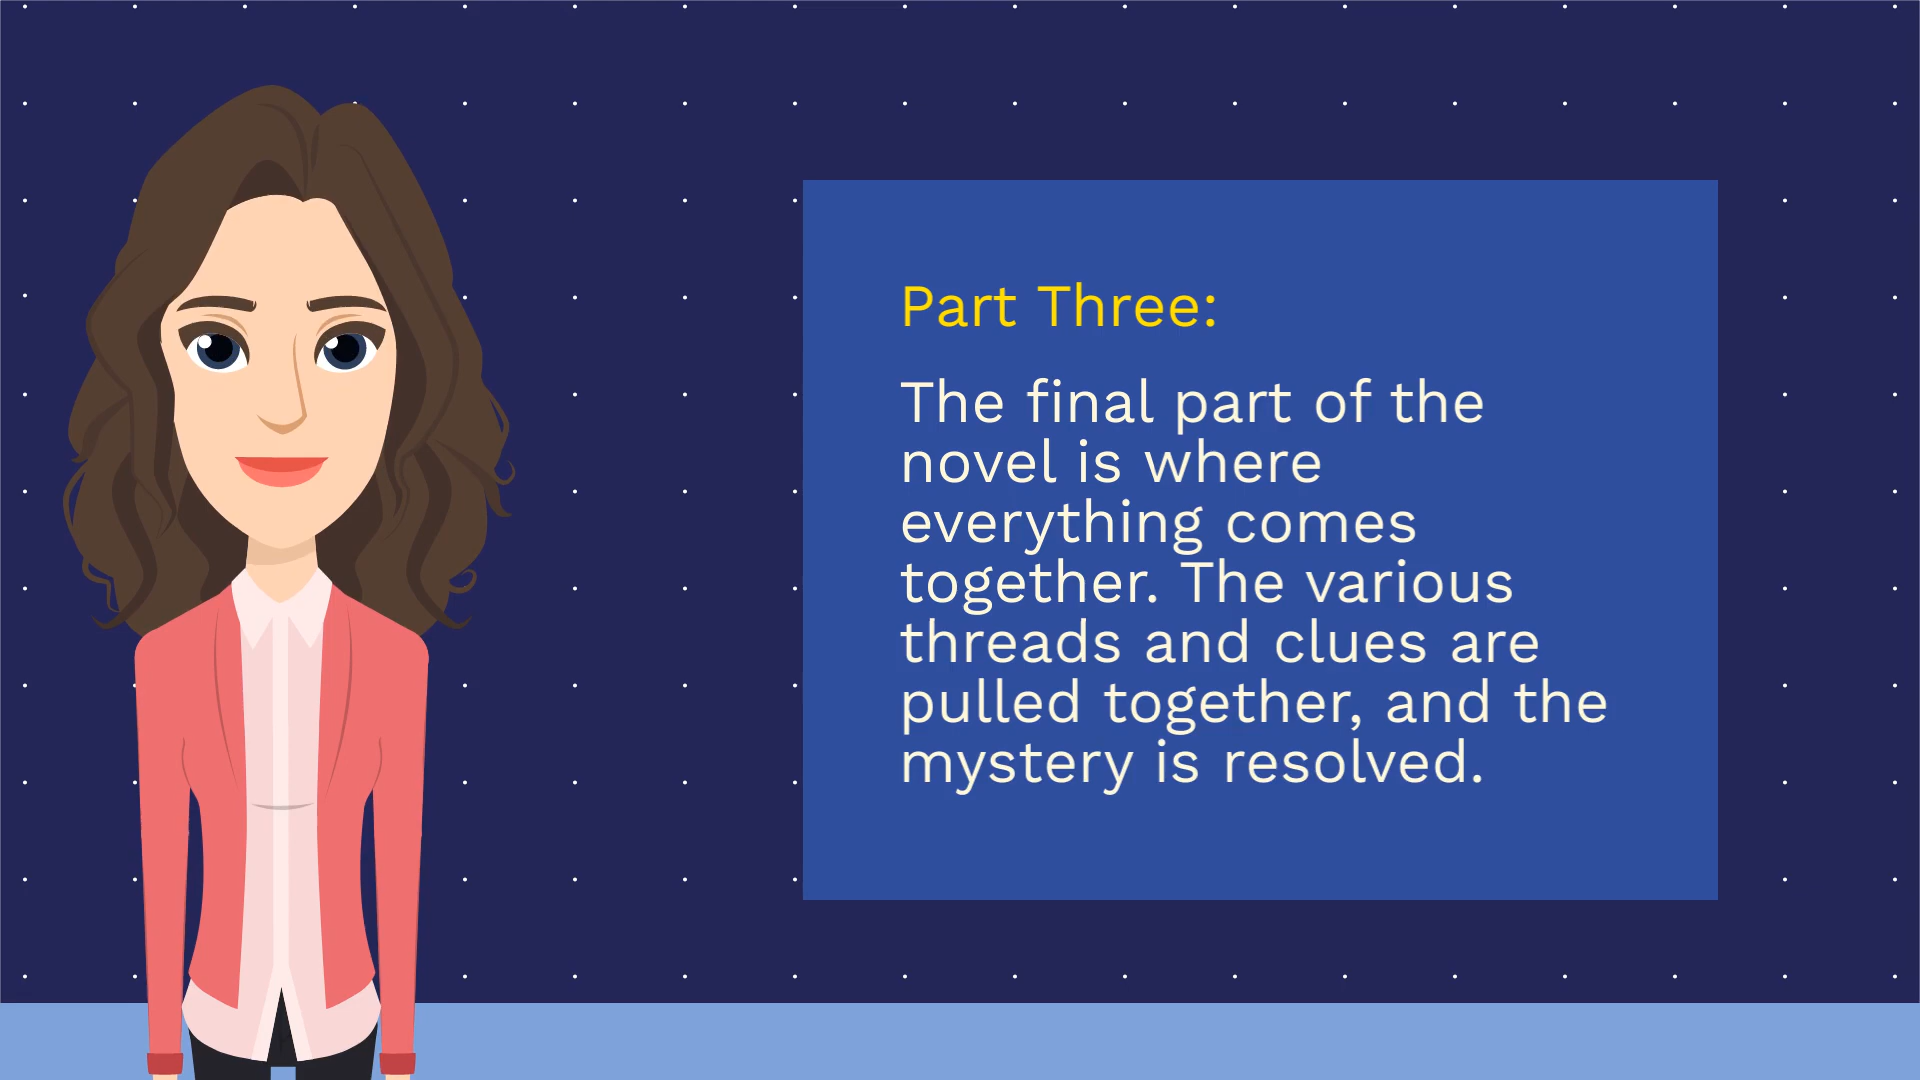 Part Three:
The final part of the
novel is where
everything comes
together. The various
threads and clues are
pulled together, and the
mystery is resolved.